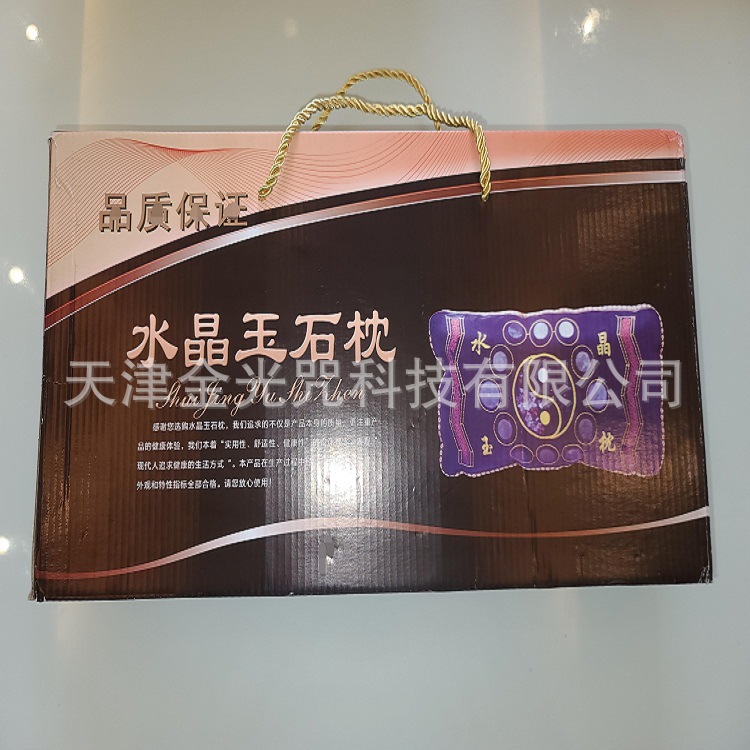 品质保证
水晶玉石枕
天津金光咒科技有限公司
Shui Jing Yu Shi Zhen
感谢您选购水晶玉石枕，我们追求的不仅是产品本身的质量，更注重产
品的健康体验，我们本着"实用性、舒适性、健康性"的
现代人追求健康的生活方式"。本产品在生产过程中
外观和特性指标全部合格。请您放心使用！
水 晶
玉 枕